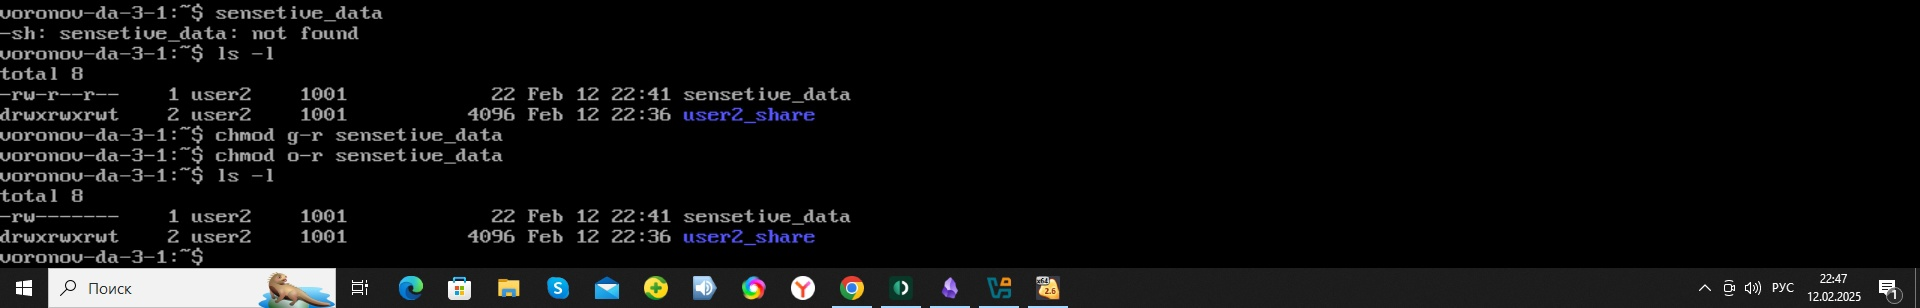 voronov-da-3-1:~$ sensetive_data
-sh: sensetive_data: not found
voronov-da-3-1:~$ ls -l
total 8
-rw-r--r--    1 user2    1001            22 Feb 12 22:41 sensetive_data
drwxrwxrwt    2 user2    1001          4096 Feb 12 22:36 user2_share
voronov-da-3-1:~$ chmod g-r sensetive_data
voronov-da-3-1:~$ chmod o-r sensetive_data
voronov-da-3-1:~$ ls -l
total 8
-rw-------    1 user2    1001            22 Feb 12 22:41 sensetive_data
drwxrwxrwt    2 user2    1001          4096 Feb 12 22:36 user2_share
voronov-da-3-1:~$
Поиск
x64
2.6
РУС
22:47
12.02.2025
1